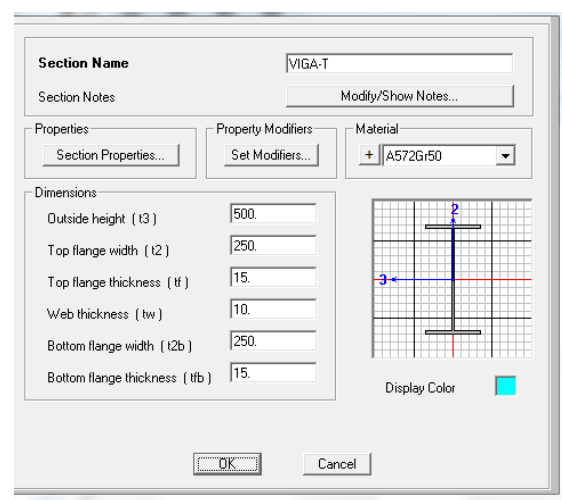 Section Name VIGA-T
Section Notes Modify/Show Notes...
Properties Property Modifiers Material
Section Properties... Set Modifiers... + A572Gr50
Dimensions
Outside height ( t3 ) 500.
Top flange width ( t2 ) 250.
Top flange thickness ( tf ) 15.
Web thickness ( tw ) 10.
Bottom flange width ( t2b ) 250.
Bottom flange thickness ( tfb ) 15.
2
3
Display Color
OK Cancel